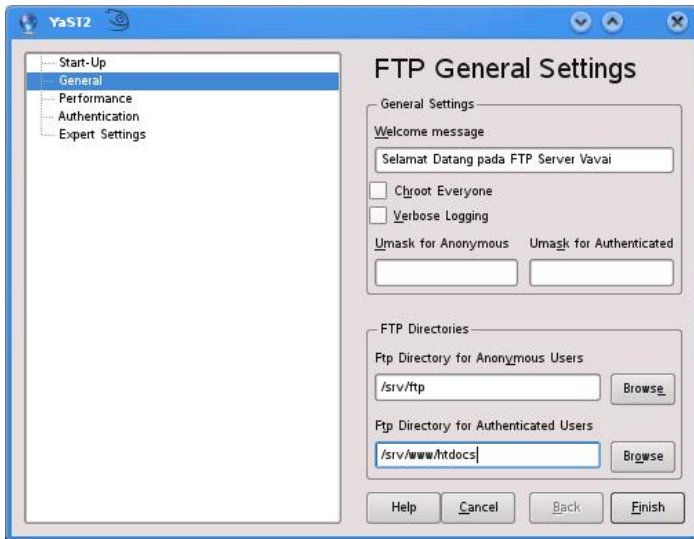 YaST2
Start-Up
General
Performance
Authentication
Expert Settings
FTP General Settings
General Settings
Welcome message
Selamat Datang pada FTP Server Vavai
Chroot Everyone
Verbose Logging
Umask for Anonymous Umask for Authenticated
FTP Directories
Ftp Directory for Anonymous Users
/srv/ftp Browse
Ftp Directory for Authenticated Users
/srv/www/htdocs Browse
Help Cancel Back Finish